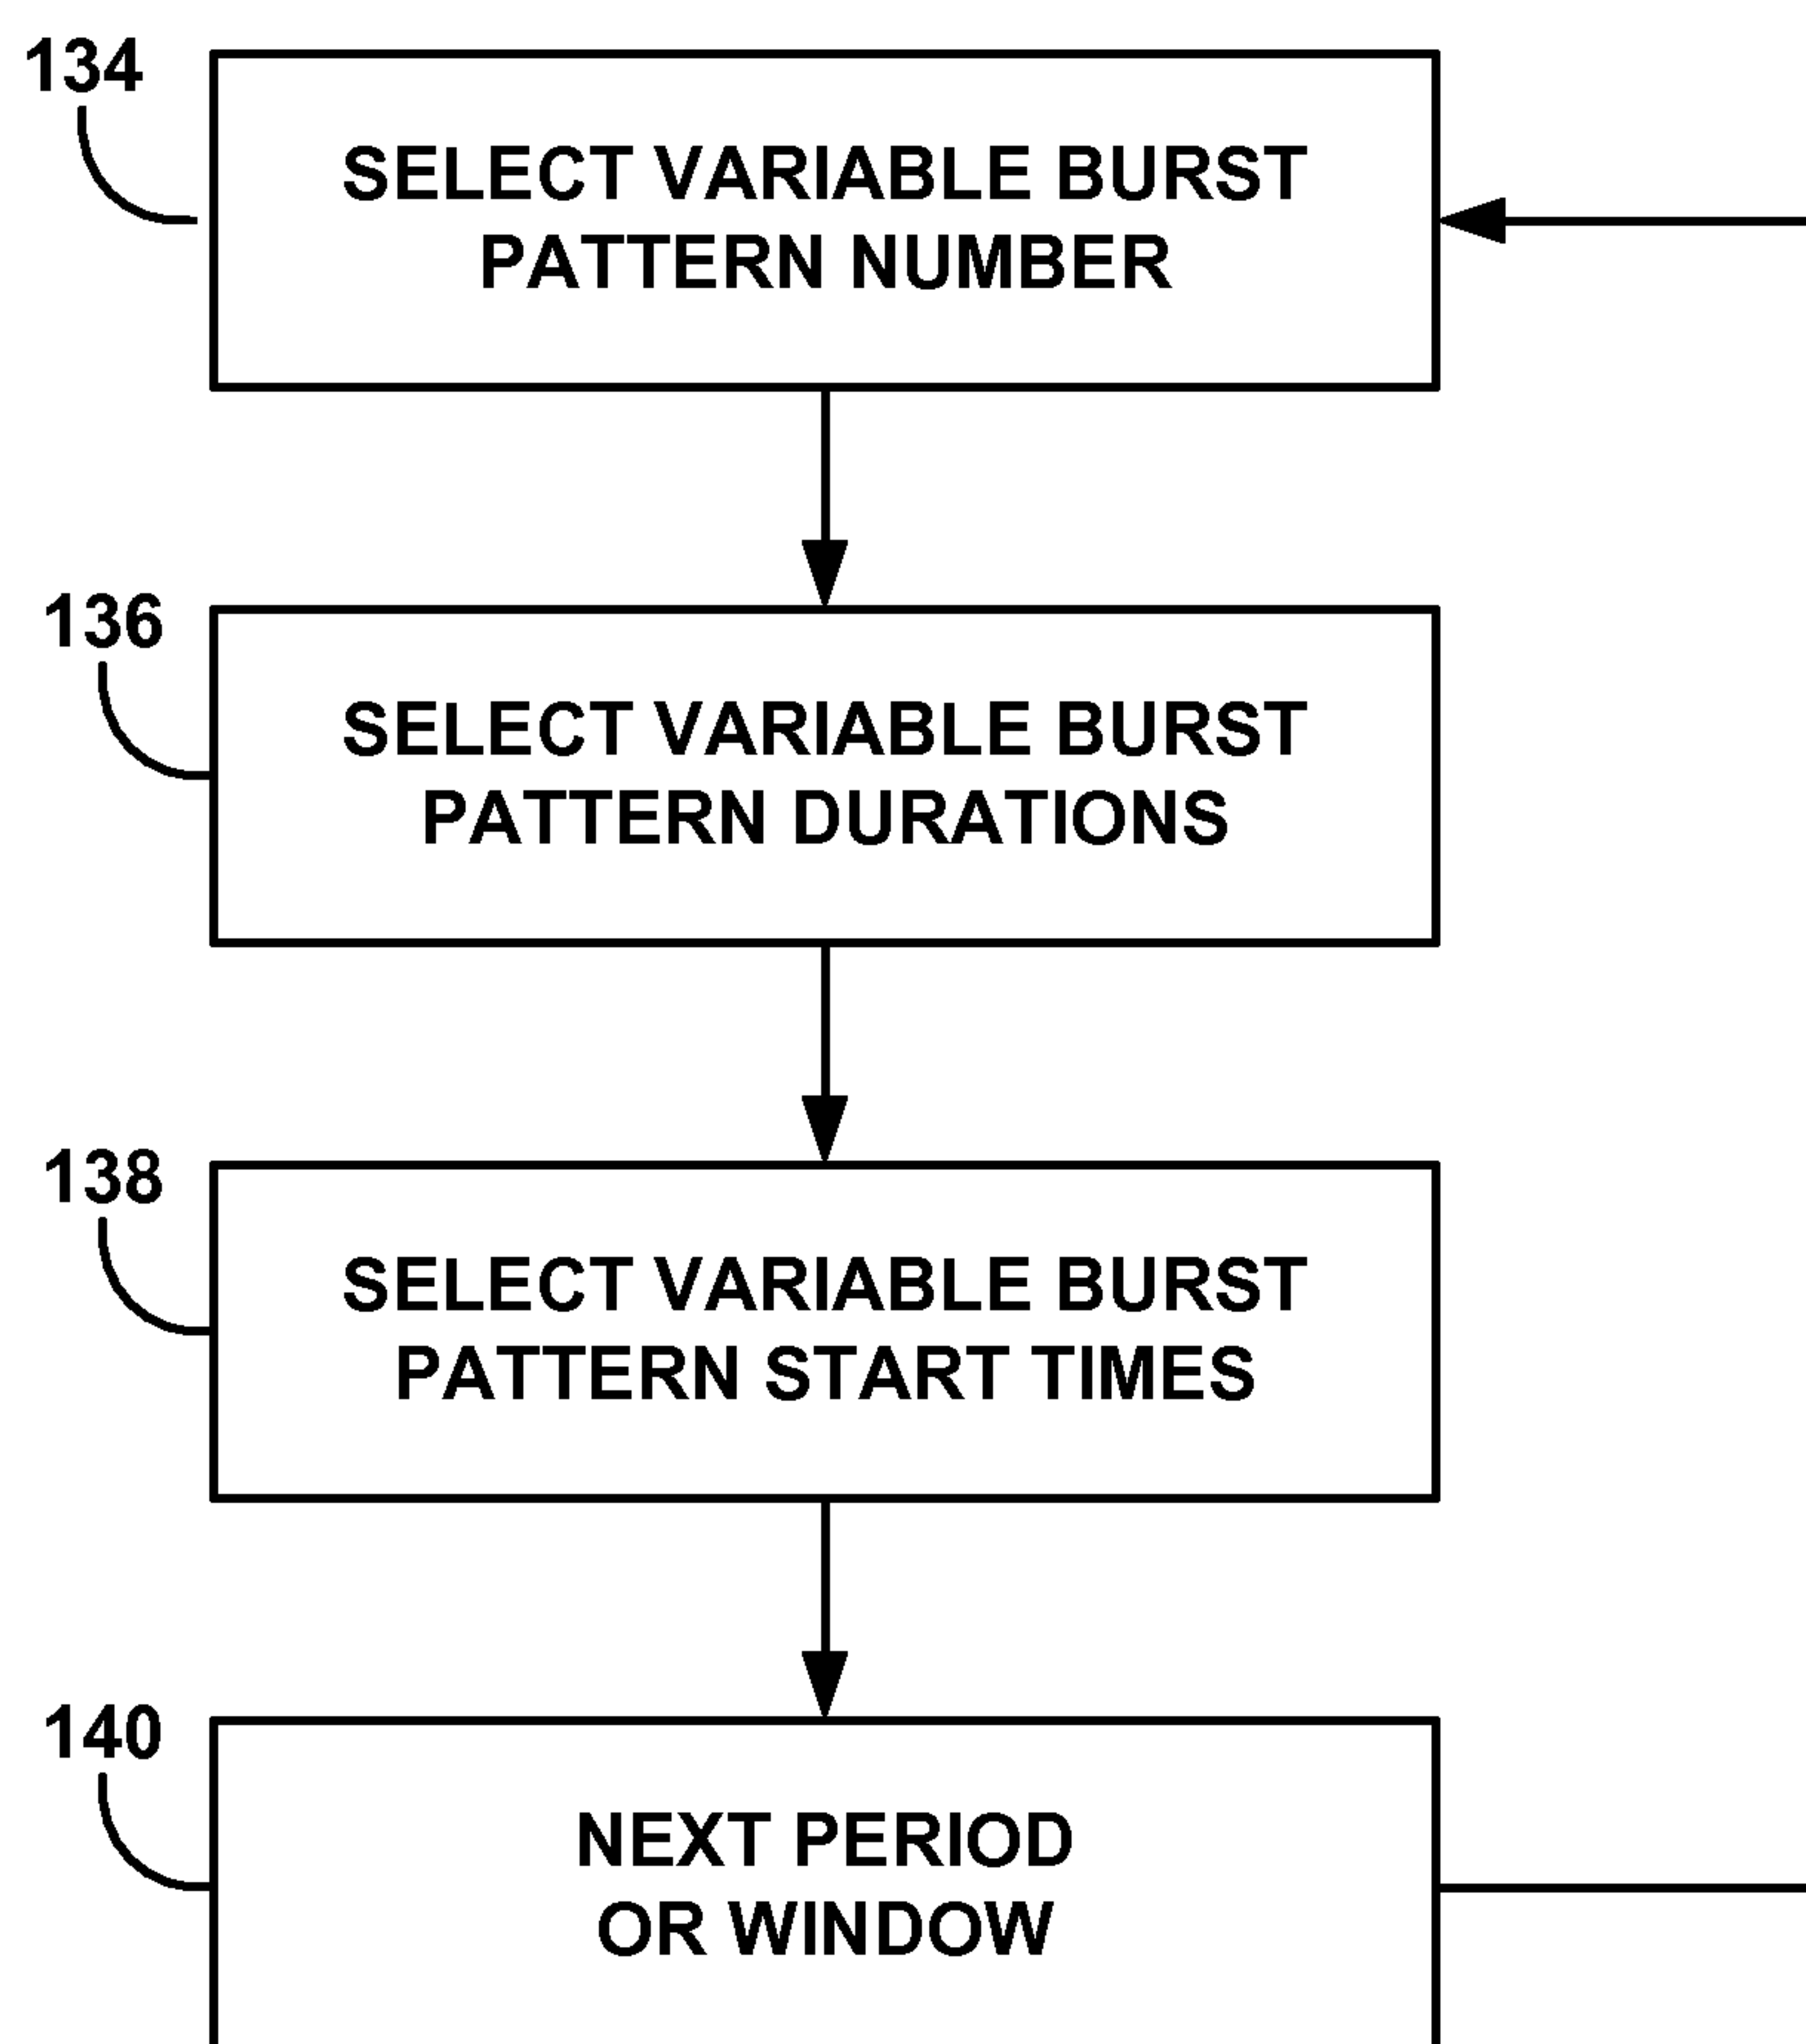 134
SELECT VARIABLE BURST
PATTERN NUMBER
136
SELECT VARIABLE BURST
PATTERN DURATIONS
138
SELECT VARIABLE BURST
PATTERN START TIMES
140
NEXT PERIOD
OR WINDOW